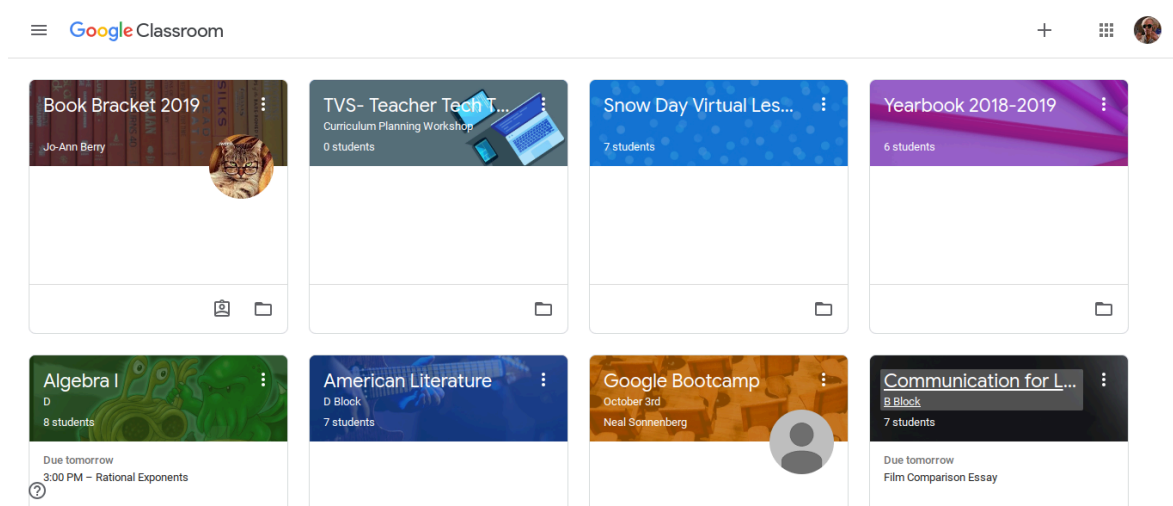 Google Classroom
Book Bracket 2019
Jo-Ann Berry
TVS- Teacher Tech T...
Curriculum Planning Workshop
0 students
Snow Day Virtual Les...
7 students
Yearbook 2018-2019
6 students
Algebra I
D
8 students
Due tomorrow
3:00 PM – Rational Exponents
American Literature
D Block
7 students
Google Bootcamp
October 3rd
Neal Sonnenberg
Communication for L...
B Block
7 students
Due tomorrow
Film Comparison Essay